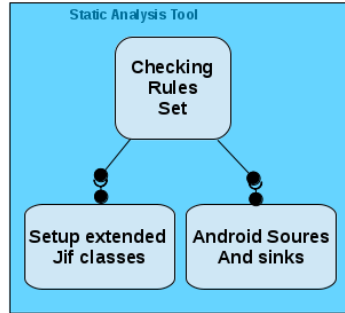 Static Analysis Tool
Checking
Rules
Set
Setup extended
Jif classes
Android Soures
And sinks